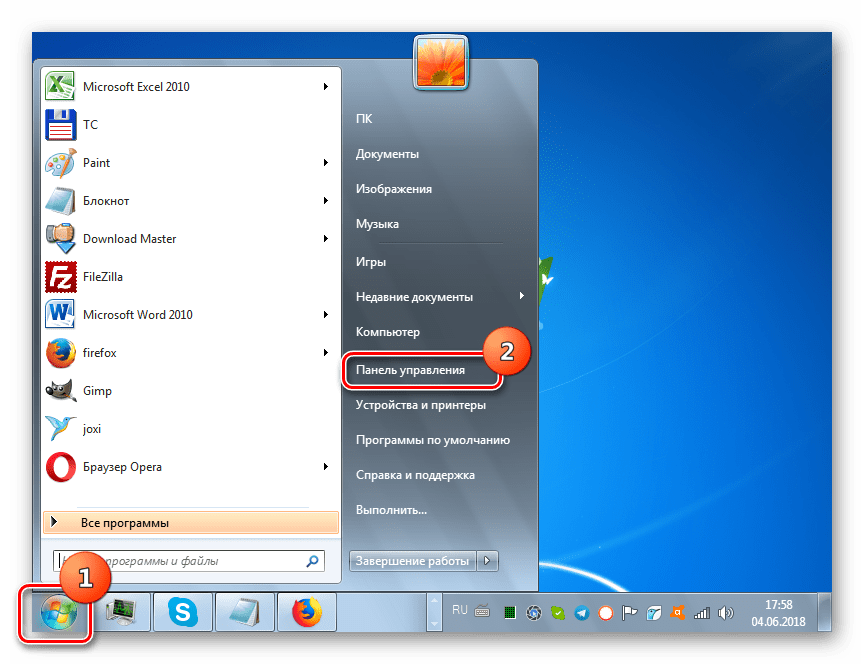 Microsoft Excel 2010
TC
Paint
Блокнот
Download Master
FileZilla
Microsoft Word 2010
firefox
Gimp
joxi
Браузер Opera
Все программы
программы и файлы
ПК
Документы
Изображения
Музыка
Игры
Недавние документы
Компьютер
Панель управления
2
Устройства и принтеры
Программы по умолчанию
Справка и поддержка
Выполнить...
Завершение работы
1
RU
17:58
04.06.2018